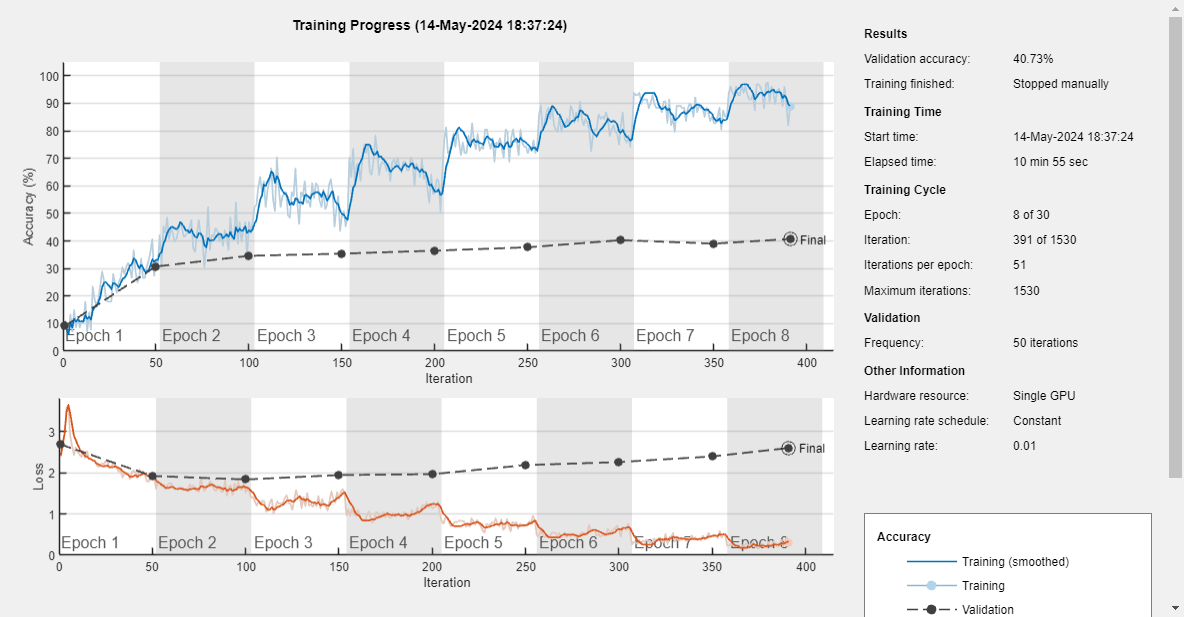 Training Progress (14-May-2024 18:37:24)
100
90
80
70
60
50
40
30
20
10
0
Accuracy (%)
Final
Epoch 1 Epoch 2 Epoch 3 Epoch 4 Epoch 5 Epoch 6 Epoch 7 Epoch 8
0 50 100 150 200 250 300 350 400
Iteration
3
2
1
0
Loss
Final
Epoch 1 Epoch 2 Epoch 3 Epoch 4 Epoch 5 Epoch 6 Epoch 7 Epoch 8
0 50 100 150 200 250 300 350 400
Iteration
Results
Validation accuracy: 40.73%
Training finished: Stopped manually
Training Time
Start time: 14-May-2024 18:37:24
Elapsed time: 10 min 55 sec
Training Cycle
Epoch: 8 of 30
Iteration: 391 of 1530
Iterations per epoch: 51
Maximum iterations: 1530
Validation
Frequency: 50 iterations
Other Information
Hardware resource: Single GPU
Learning rate schedule: Constant
Learning rate: 0.01
Accuracy
Training (smoothed)
Training
Validation